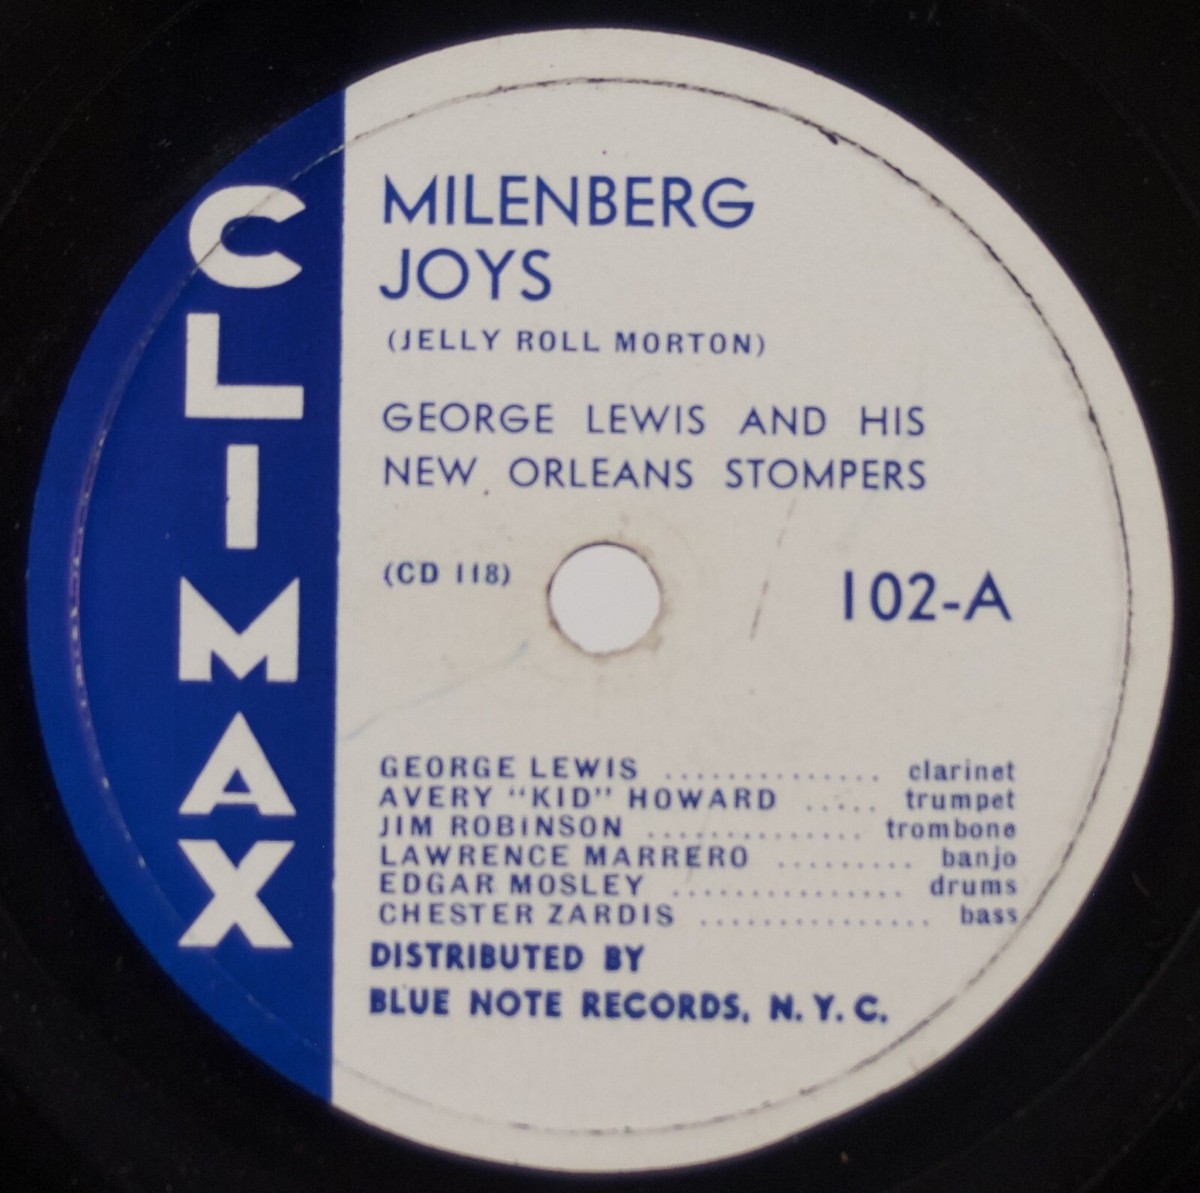 CLIMAX
MILENBERG
JOYS
(JELLY ROLL MORTON)
GEORGE LEWIS AND HIS
NEW ORLEANS STOMPERS
(CD 118)
102-A
GEORGE LEWIS .............. clarinet
AVERY "KID" HOWARD ..... trumpet
JIM ROBINSON .............. trombone
LAWRENCE MARRERO ......... banjo
EDGAR MOSLEY ............... drums
CHESTER ZARDIS ............... bass
DISTRIBUTED BY
BLUE NOTE RECORDS, N. Y. C.